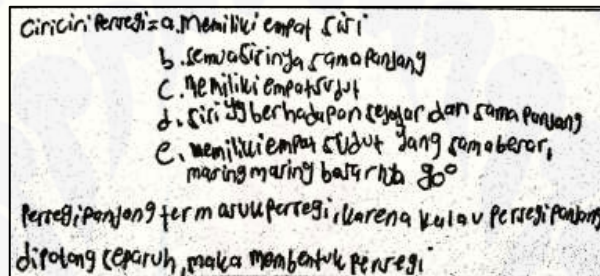 ciriciri Persegi= a. Memiliki empat sisi
b. semua sisinya sama panjang
c. memiliki empat sudut
d. sisi yg berhadapan sejajar dan sama panjang
e. memiliki empat sudut yang sama besar,
masing masing besarnya 90°
Persegi panjang termasuk persegi, karena kalau persegi panjang
dipotong separuh, maka membentuk persegi